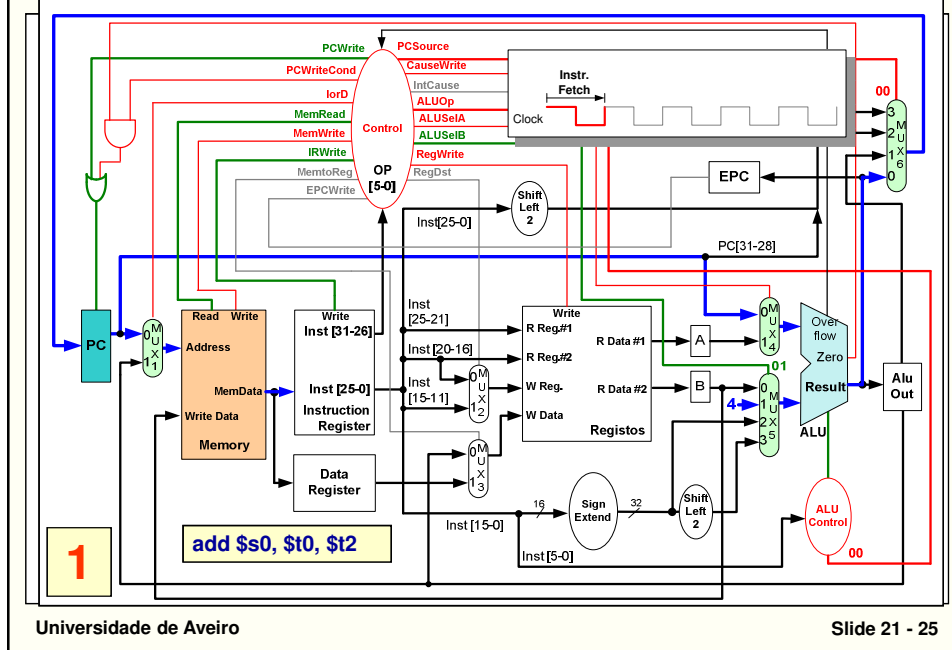 PCWrite
PCWriteCond
IorD
MemRead
MemWrite
IRWrite
MemtoReg
EPCWrite
Control
OP
[5-0]
PCSource
CauseWrite
IntCause
ALUOp
ALUSelA
ALUSelB
RegWrite
RegDst
Instr.
Fetch
Clock
00
3
2
1
0
MUX6
EPC
Shift
Left
2
Inst[25-0]
PC[31-28]
PC
0
1
MUX1
Read
Write
Address
MemData
Write Data
Memory
Write
Inst [31-26]
Inst [25-0]
Instruction
Register
Data
Register
Inst
[25-21]
Inst [20-16]
Inst
[15-11]
0
1
MUX2
0
1
MUX3
Write
R Reg.#1
R Reg.#2
W Reg.
W Data
R Data #1
R Data #2
Registos
A
B
0
1
MUX4
01
4
0
1
2
3
MUX5
Over
flow
Zero
Result
ALU
Alu
Out
16
Sign
Extend
32
Shift
Left
2
Inst [15-0]
Inst [5-0]
ALU
Control
00
1
add $s0, $t0, $t2
Universidade de Aveiro
Slide 21 - 25